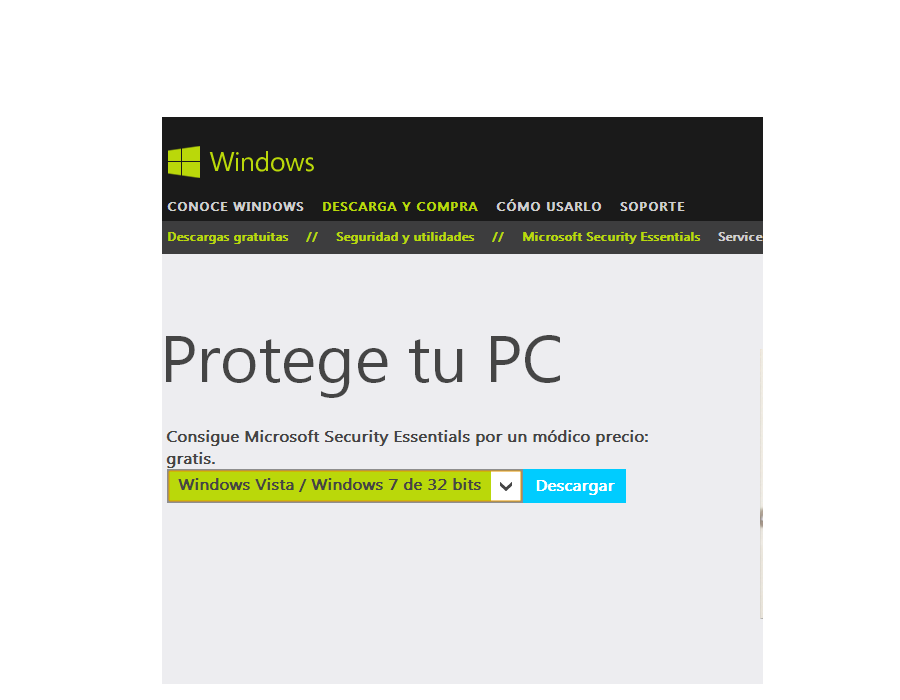 Windows
CONOCE WINDOWS DESCARGA Y COMPRA CÓMO USARLO SOPORTE
Descargas gratuitas // Seguridad y utilidades // Microsoft Security Essentials Service
Protege tu PC
Consigue Microsoft Security Essentials por un módico precio:
gratis.
Windows Vista / Windows 7 de 32 bits Descargar